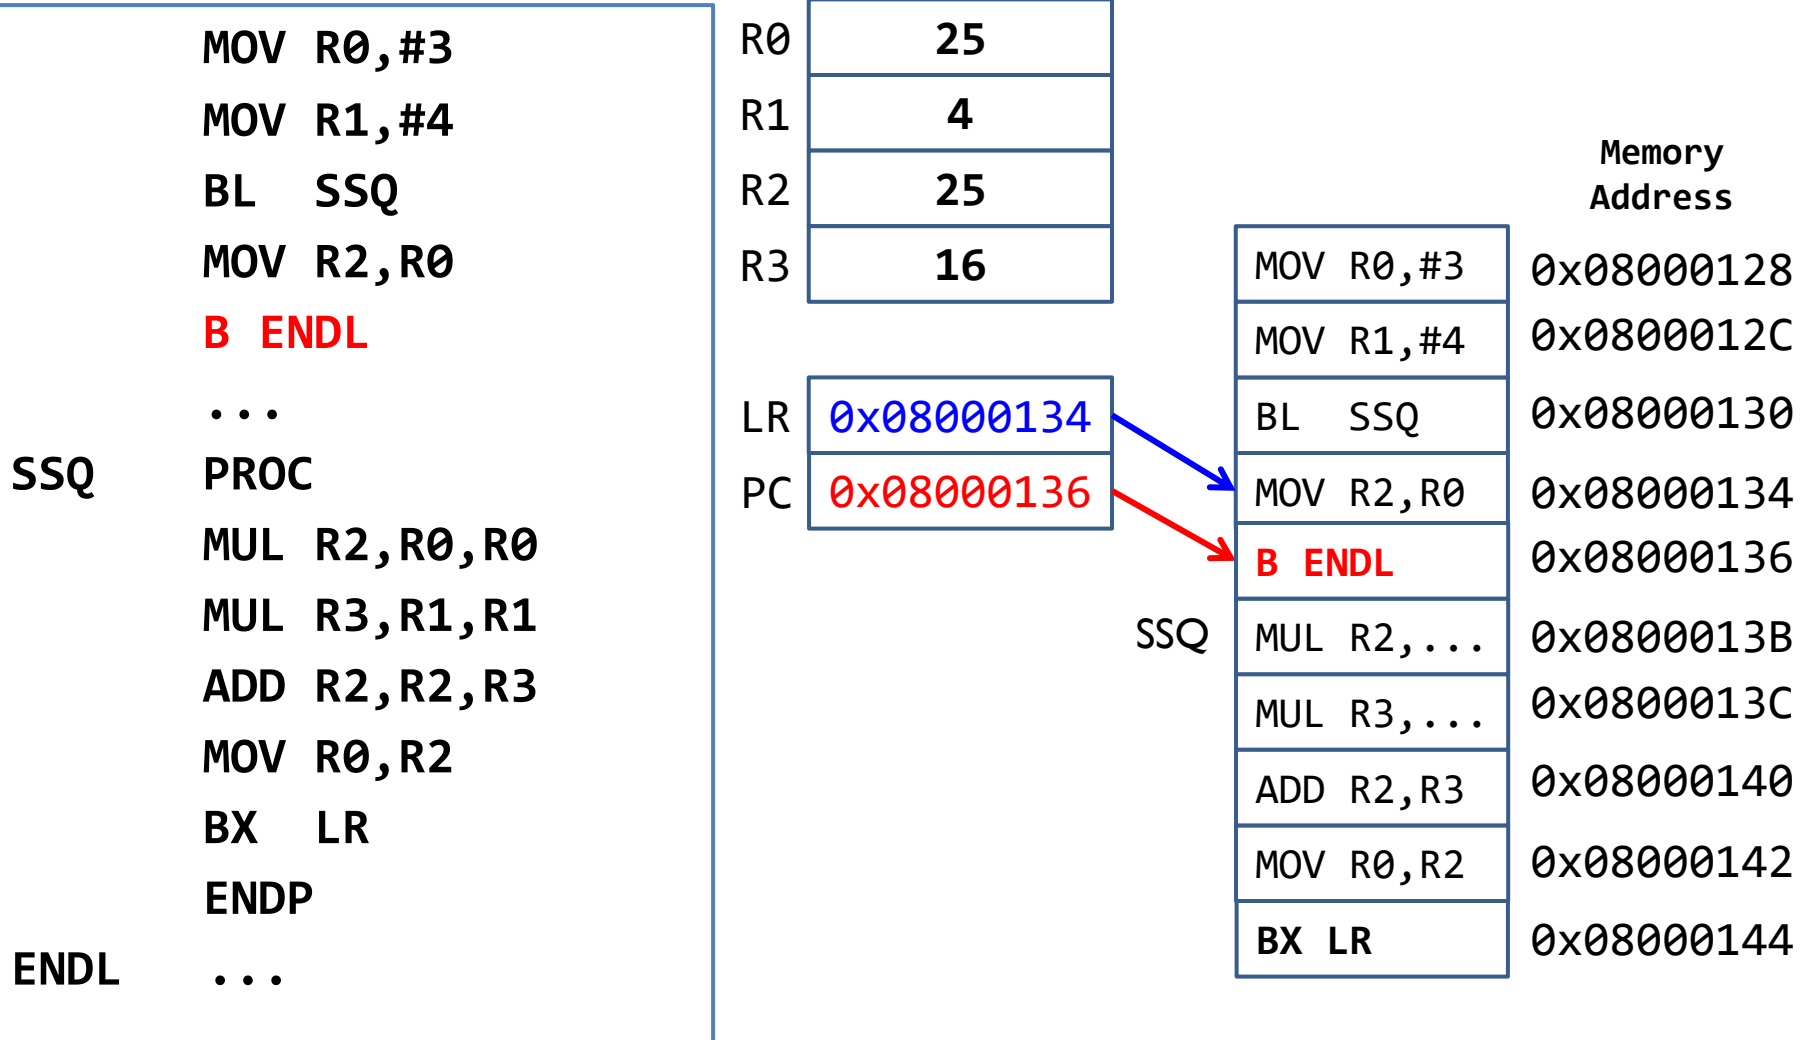 MOV R0,#3
MOV R1,#4
BL SSQ
MOV R2,R0
B ENDL
...
SSQ PROC
MUL R2,R0,R0
MUL R3,R1,R1
ADD R2,R2,R3
MOV R0,R2
BX LR
ENDP
ENDL ...
R0 25
R1 4
R2 25
R3 16
LR 0x08000134
PC 0x08000136
Memory
Address
MOV R0,#3 0x08000128
MOV R1,#4 0x0800012C
BL SSQ 0x08000130
MOV R2,R0 0x08000134
B ENDL 0x08000136
SSQ MUL R2,... 0x0800013B
MUL R3,... 0x0800013C
ADD R2,R3 0x08000140
MOV R0,R2 0x08000142
BX LR 0x08000144